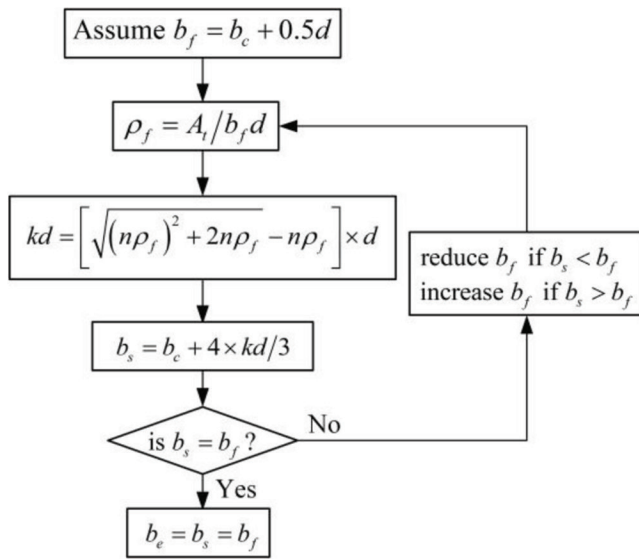 Assume b_f = b_c + 0.5d
ρ_f = A_t/b_f d
kd = [√((nρ_f)² + 2nρ_f) − nρ_f] × d
reduce b_f if b_s < b_f
increase b_f if b_s > b_f
b_s = b_c + 4 × kd/3
is b_s = b_f ?
No
Yes
b_e = b_s = b_f